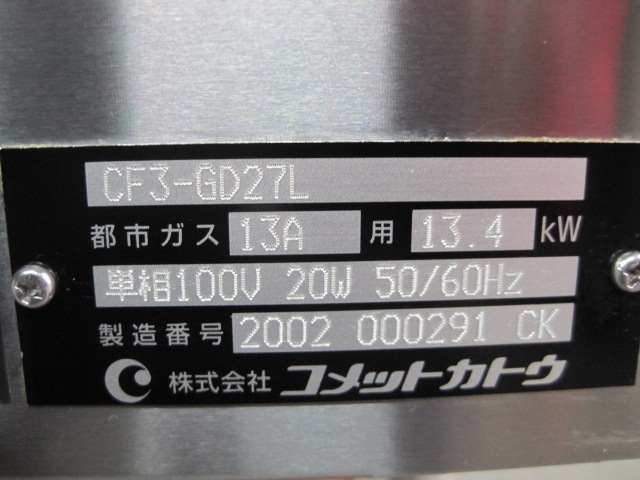 CF3-GD27L
都市ガス 13A 用 13.4 kW
単相100V 20W 50/60Hz
製造番号 2002 000291 CK
株式会社 コメットカトウ